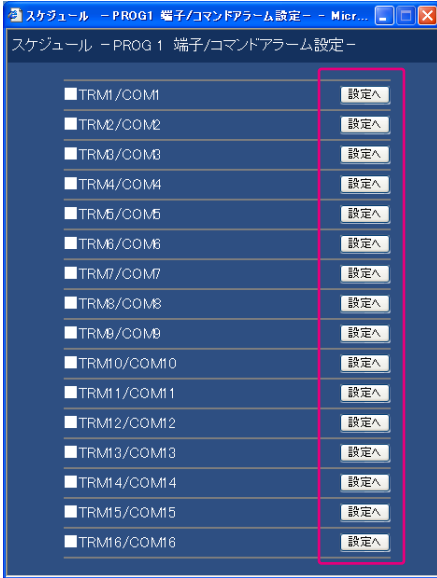 スケジュール －PROG1 端子/コマンドアラーム設定－ - Micr...
スケジュール －PROG 1 端子/コマンドアラーム設定－
■TRM1/COM1 設定へ
■TRM2/COM2 設定へ
■TRM3/COM3 設定へ
■TRM4/COM4 設定へ
■TRM5/COM5 設定へ
■TRM6/COM6 設定へ
■TRM7/COM7 設定へ
■TRM8/COM8 設定へ
■TRM9/COM9 設定へ
■TRM10/COM10 設定へ
■TRM11/COM11 設定へ
■TRM12/COM12 設定へ
■TRM13/COM13 設定へ
■TRM14/COM14 設定へ
■TRM15/COM15 設定へ
■TRM16/COM16 設定へ